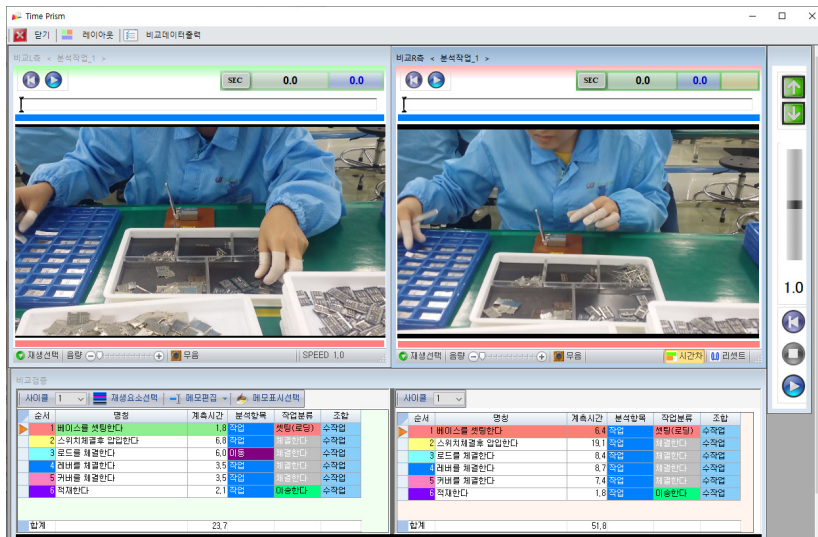 Time Prism
닫기 레이아웃 비교데이터출력
비교L측 < 분석작업_1 >
SEC 0.0 0.0
재생선택 음량 무음 SPEED 1.0
비교R측 < 분석작업_1 >
SEC 0.0 0.0
재생선택 음량 무음 시간차 리셋트
1.0
비교검증
사이클 1 재생요소선택 메모편집 메모표시선택
순서 명칭 계측시간 분석항목 작업분류 조합
1 베이스를 셋팅한다 1,8 작업 셋팅(로딩) 수작업
2 스위치체결후 압입한다 6,8 작업 체결한다 수작업
3 로드를 체결한다 6,0 이동 체결한다 수작업
4 레버를 체결한다 3,5 작업 체결한다 수작업
5 커버를 체결한다 3,5 작업 체결한다 수작업
6 적재한다 2,1 작업 이송한다 수작업
합계 23,7
사이클 1
순서 명칭 계측시간 분석항목 작업분류 조합
1 베이스를 셋팅한다 6,4 작업 셋팅(로딩) 수작업
2 스위치체결후 압입한다 19,1 작업 체결한다 수작업
3 로드를 체결한다 8,4 작업 체결한다 수작업
4 레버를 체결한다 8,7 작업 체결한다 수작업
5 커버를 체결한다 7,4 작업 체결한다 수작업
6 적재한다 1,8 작업 이송한다 수작업
합계 51,8